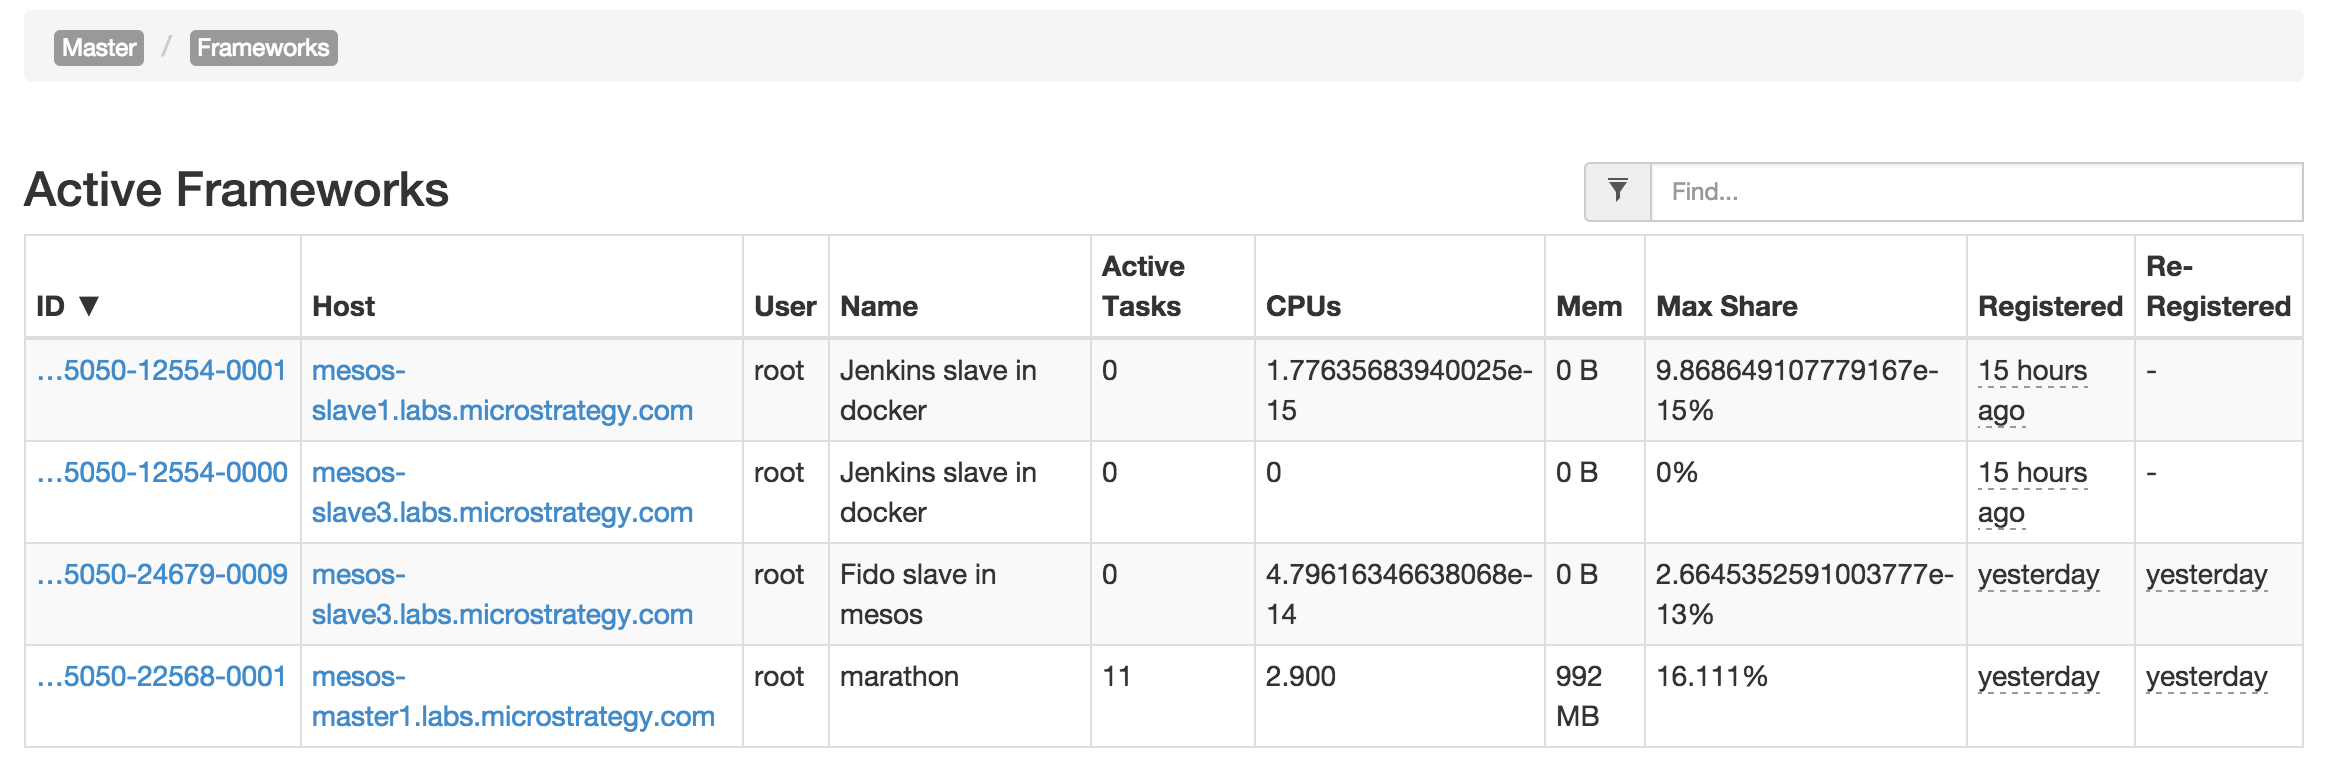 Master / Frameworks
Active Frameworks
Find...
ID ▼ Host User Name Active Tasks CPUs Mem Max Share Registered Re-Registered
...5050-12554-0001 mesos-slave1.labs.microstrategy.com root Jenkins slave in docker 0 1.77635683940025e-15 0 B 9.868649107779167e-15% 15 hours ago -
...5050-12554-0000 mesos-slave3.labs.microstrategy.com root Jenkins slave in docker 0 0 0 B 0% 15 hours ago -
...5050-24679-0009 mesos-slave3.labs.microstrategy.com root Fido slave in mesos 0 4.79616346638068e-14 0 B 2.6645352591003777e-13% yesterday yesterday
...5050-22568-0001 mesos-master1.labs.microstrategy.com root marathon 11 2.900 992 MB 16.111% yesterday yesterday